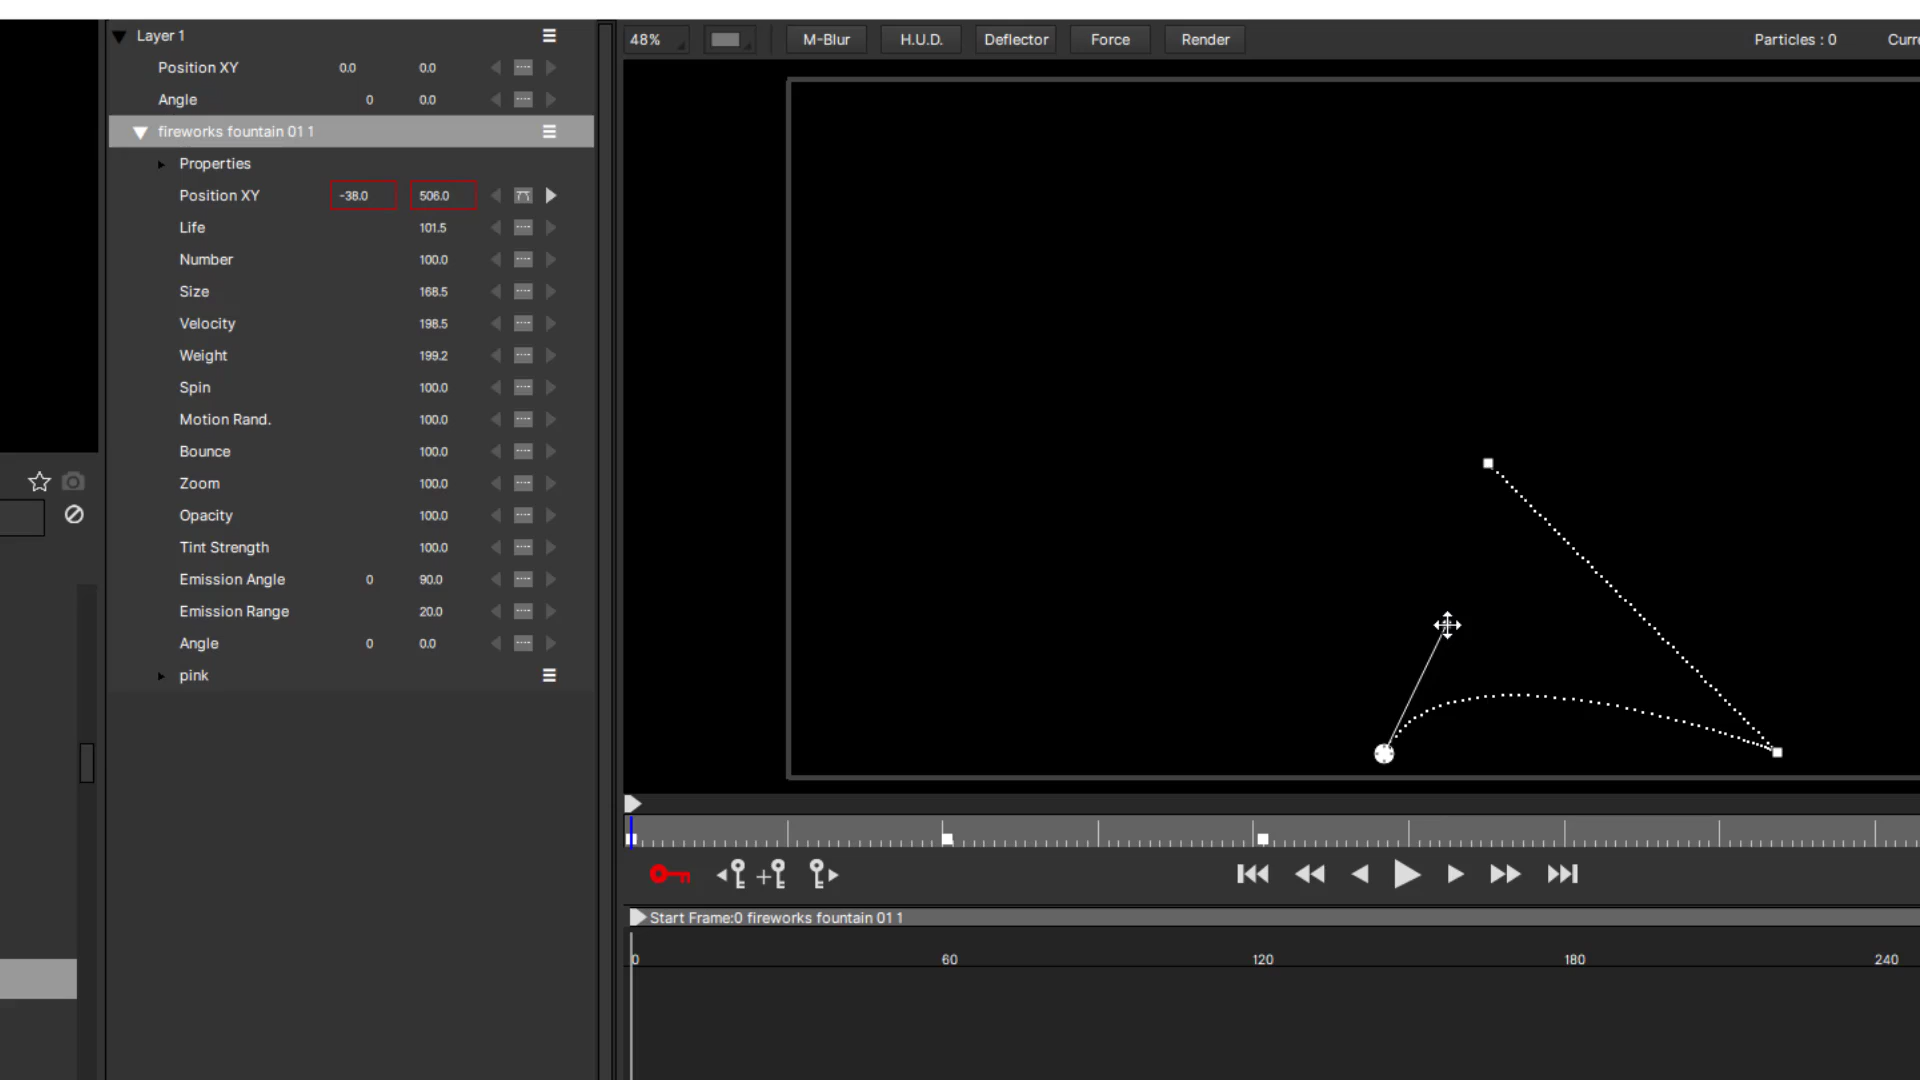 Layer 1
Position XY 0.0 0.0
Angle 0 0.0
fireworks fountain 01 1
Properties
Position XY -38.0 506.0
Life 101.5
Number 100.0
Size 168.5
Velocity 198.5
Weight 199.2
Spin 100.0
Motion Rand. 100.0
Bounce 100.0
Zoom 100.0
Opacity 100.0
Tint Strength 100.0
Emission Angle 0 90.0
Emission Range 20.0
Angle 0 0.0
pink
48% M-Blur H.U.D. Deflector Force Render Particles : 0 Curre
Start Frame:0 fireworks fountain 01 1
0 60 120 180 240